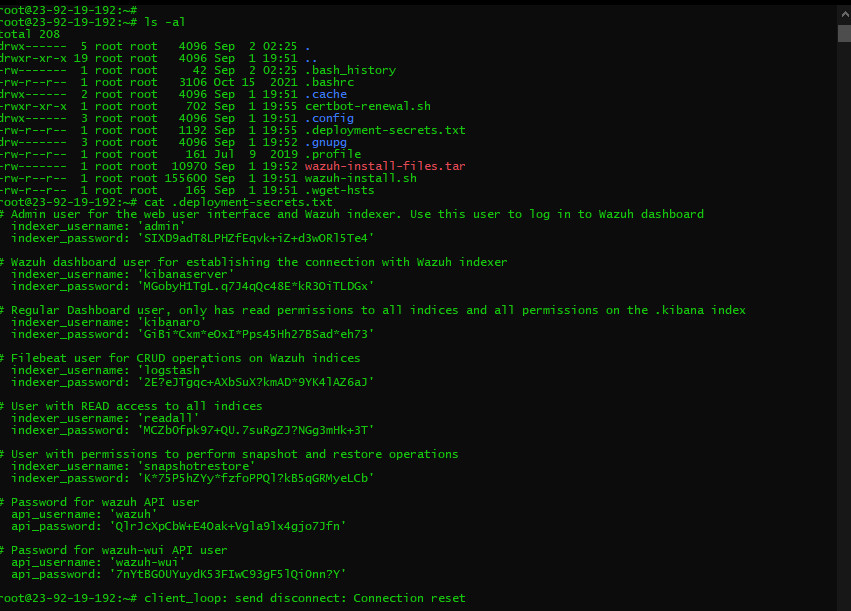 root@23-92-19-192:~#
root@23-92-19-192:~# ls -al
total 208
drwx------  5 root root   4096 Sep  2 02:25 .
drwxr-xr-x 19 root root   4096 Sep  1 19:51 ..
-rw-------  1 root root     42 Sep  2 02:25 .bash_history
-rw-r--r--  1 root root   3106 Oct 15  2021 .bashrc
drwx------  2 root root   4096 Sep  1 19:51 .cache
-rwxr-xr-x  1 root root    702 Sep  1 19:55 certbot-renewal.sh
drwx------  3 root root   4096 Sep  1 19:51 .config
-rw-r--r--  1 root root   1192 Sep  1 19:55 .deployment-secrets.txt
drwx------  3 root root   4096 Sep  1 19:52 .gnupg
-rw-r--r--  1 root root    161 Jul  9  2019 .profile
-rw-r--r--  1 root root  10970 Sep  1 19:52 wazuh-install-files.tar
-rw-r--r--  1 root root 155600 Sep  1 19:51 wazuh-install.sh
-rw-r--r--  1 root root    165 Sep  1 19:51 .wget-hsts
root@23-92-19-192:~# cat .deployment-secrets.txt
# Admin user for the web user interface and Wazuh indexer. Use this user to log in to Wazuh dashboard
  indexer_username: 'admin'
  indexer_password: 'SIXD9adT8LPHZfEqvk+iZ+d3wORl5Te4'

# Wazuh dashboard user for establishing the connection with Wazuh indexer
  indexer_username: 'kibanaserver'
  indexer_password: 'MGobyH1TgL.q7J4qQc48E*kR3OiTLDGx'

# Regular Dashboard user, only has read permissions to all indices and all permissions on the .kibana index
  indexer_username: 'kibanaro'
  indexer_password: 'GiBi*Cxm*eOxI*Pps45Hh27BSad*eh73'

# Filebeat user for CRUD operations on Wazuh indices
  indexer_username: 'logstash'
  indexer_password: '2E?eJTgqc+AXbSuX?kmAD*9YK4lAZ6aJ'

# User with READ access to all indices
  indexer_username: 'readall'
  indexer_password: 'MCZbOfpk97+QU.7suRgZJ?NGg3mHk+3T'

# User with permissions to perform snapshot and restore operations
  indexer_username: 'snapshotrestore'
  indexer_password: 'K*75P5hZYy*fzfoPPQl?kB5qGRMyeLCb'

# Password for wazuh API user
  api_username: 'wazuh'
  api_password: 'QlrJcXpCbW+E4Oak+Vgla9lx4gjo7Jfn'

# Password for wazuh-wui API user
  api_username: 'wazuh-wui'
  api_password: '7nYtBGOUYuydK53FIwC93gF5lQiOnn?Y'

root@23-92-19-192:~# client_loop: send disconnect: Connection reset